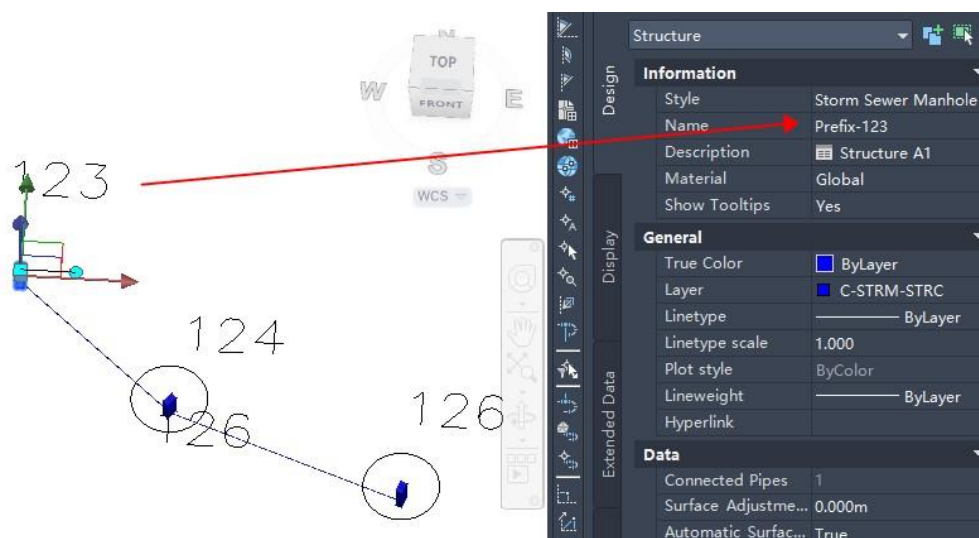 N
TOP
W
FRONT
E
S
WCS
123
124
126
126
Structure
Design
Display
Extended Data
Information
Style Storm Sewer Manhole
Name Prefix-123
Description Structure A1
Material Global
Show Tooltips Yes
General
True Color ByLayer
Layer C-STRM-STRC
Linetype ByLayer
Linetype scale 1.000
Plot style ByColor
Lineweight ByLayer
Hyperlink
Data
Connected Pipes 1
Surface Adjustme... 0.000m
Automatic Surfac... True